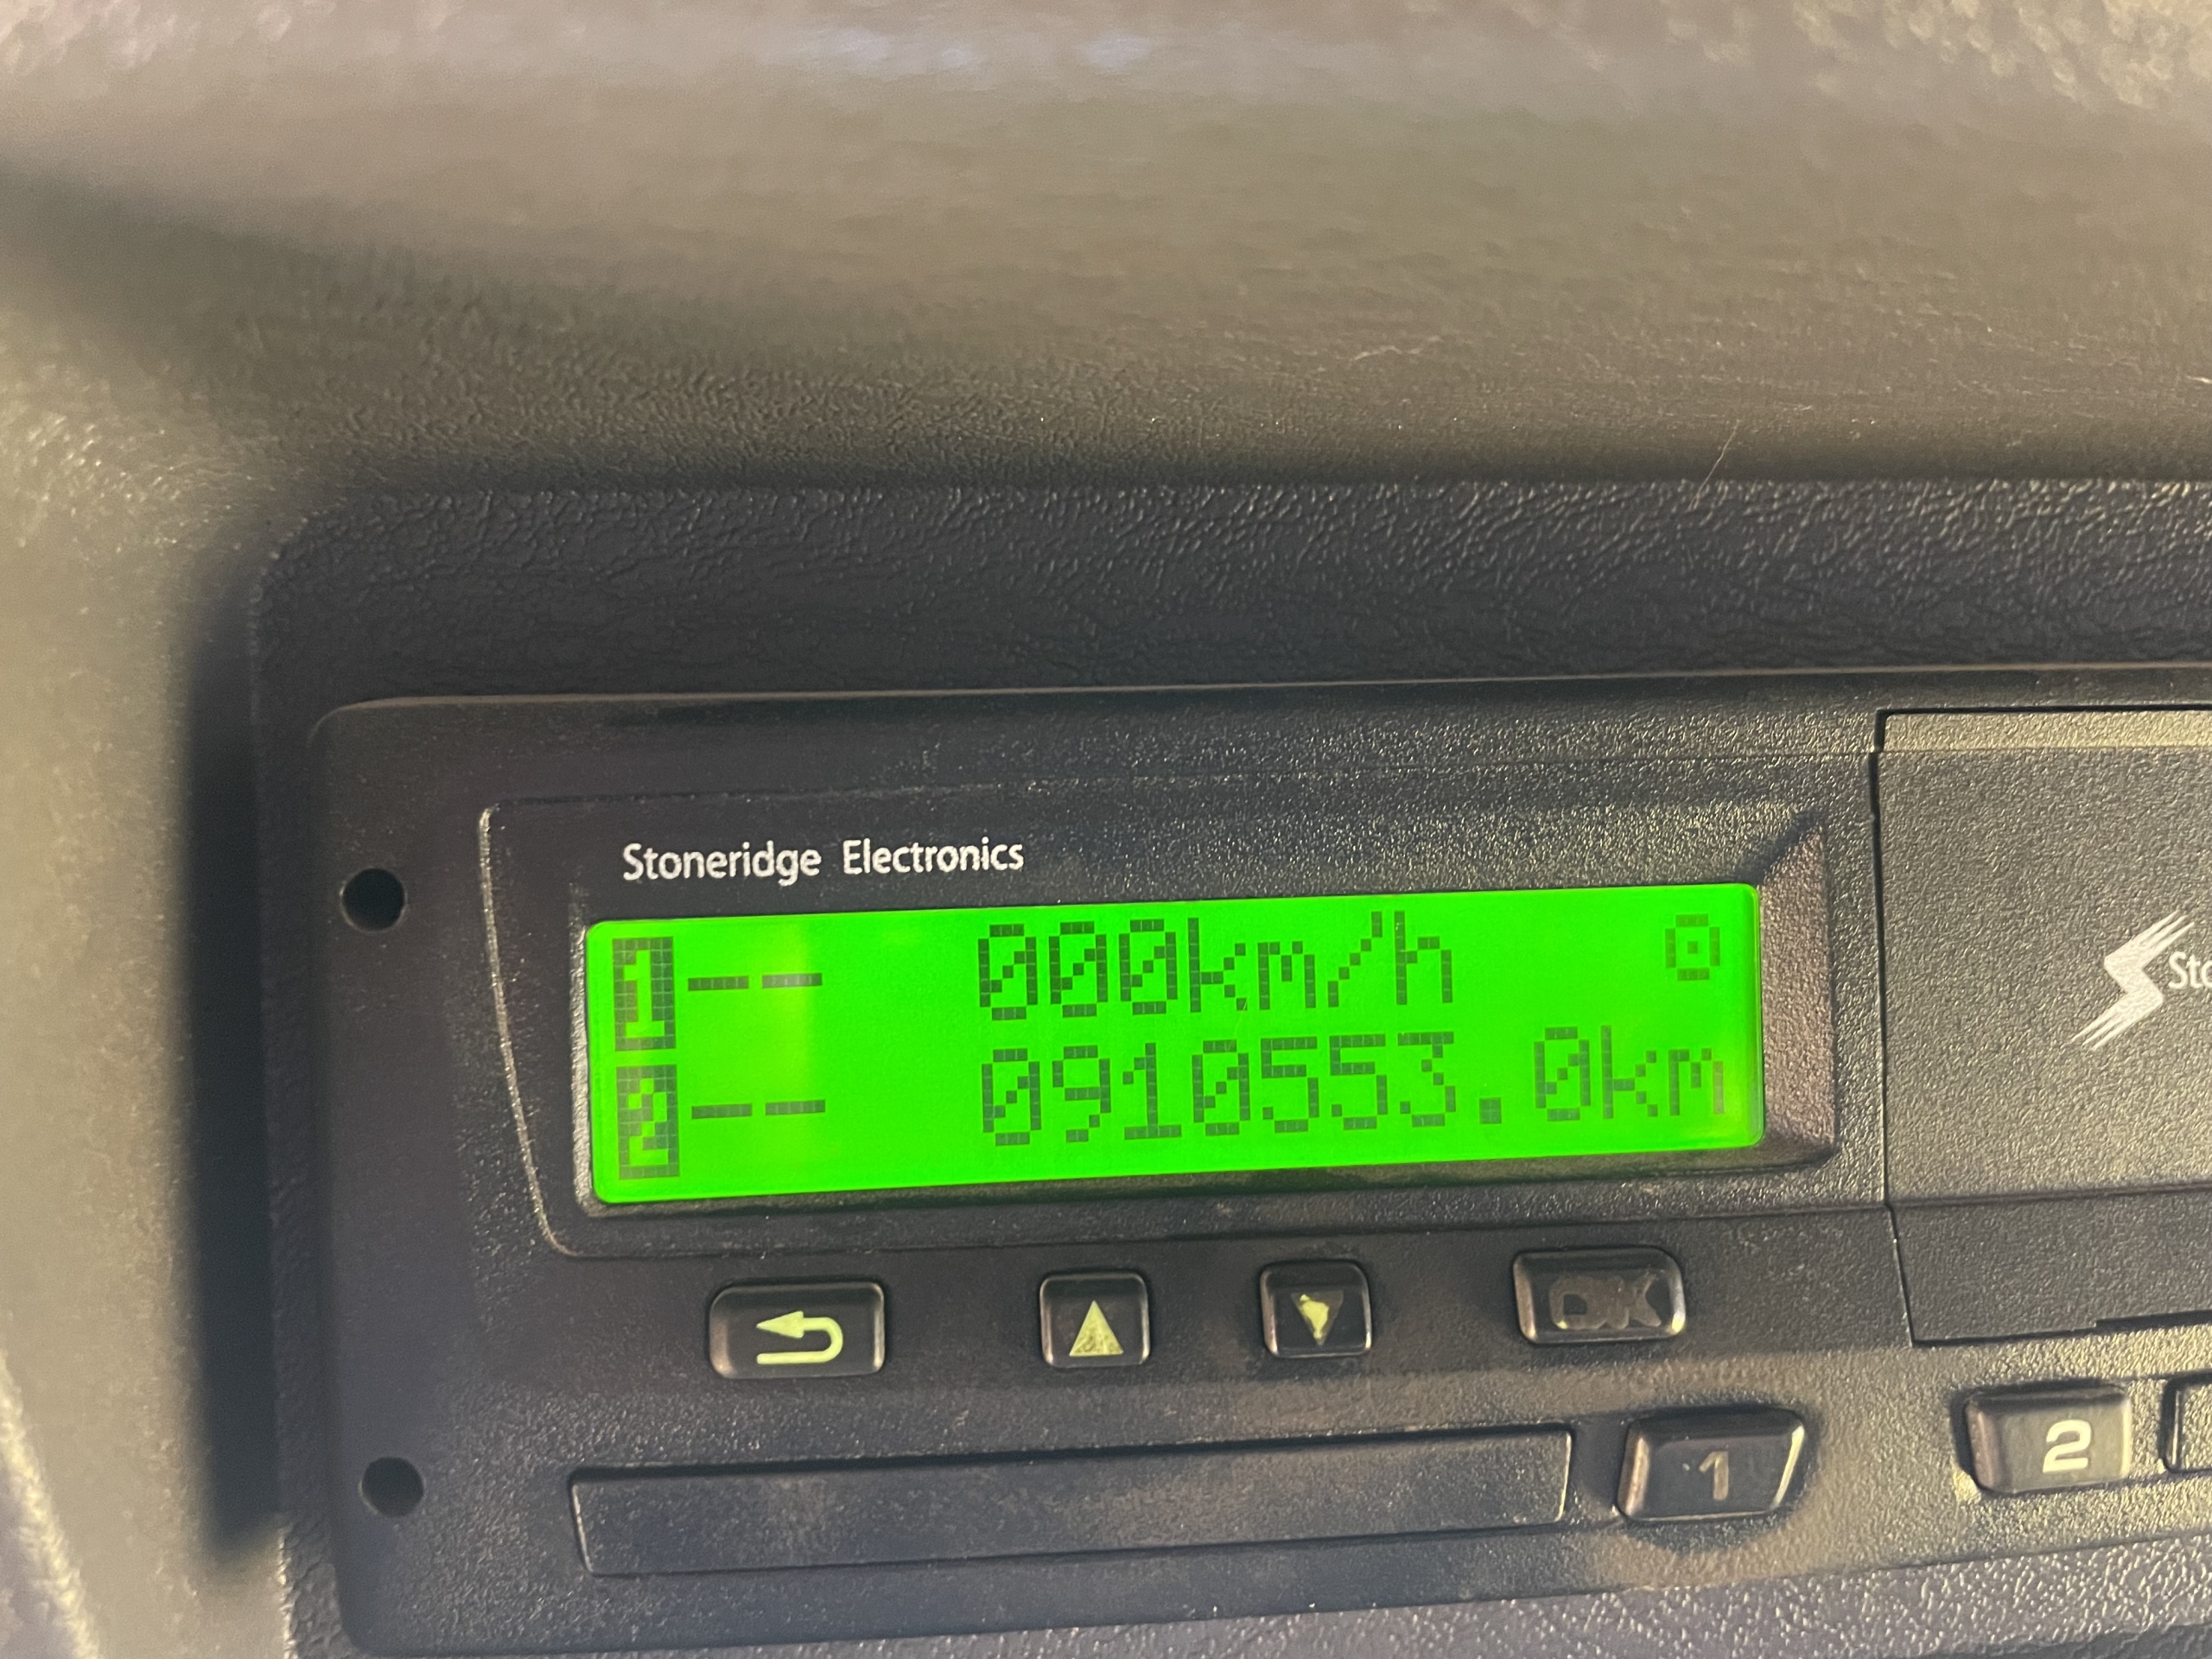 Stoneridge Electronics
1-- 000km/h
2-- 0910553.0km
OK
1
2